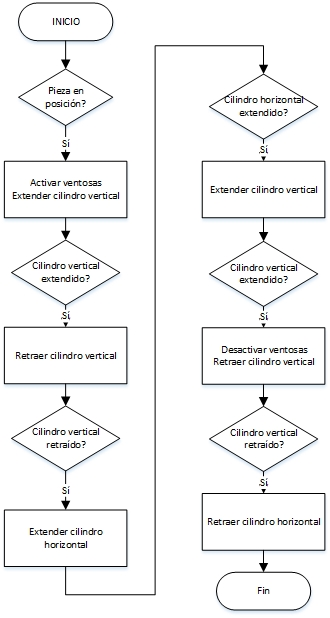 INICIO
Pieza en
posición?
Sí
Activar ventosas
Extender cilindro vertical
Cilindro vertical
extendido?
Sí
Retraer cilindro vertical
Cilindro vertical
retraído?
Sí
Extender cilindro
horizontal
Cilindro horizontal
extendido?
Sí
Extender cilindro vertical
Cilindro vertical
extendido?
Sí
Desactivar ventosas
Retraer cilindro vertical
Cilindro vertical
retraído?
Sí
Retraer cilindro horizontal
Fin